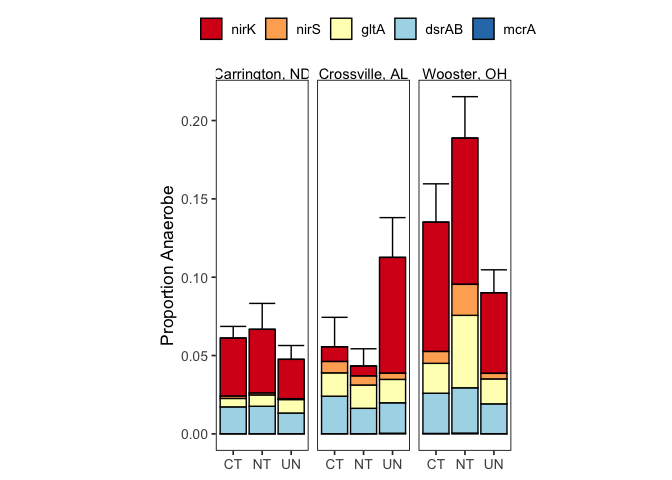 nirK nirS gltA dsrAB mcrA
Carrington, ND Crossville, AL Wooster, OH
Proportion Anaerobe
0.20
0.15
0.10
0.05
0.00
CT NT UN CT NT UN CT NT UN